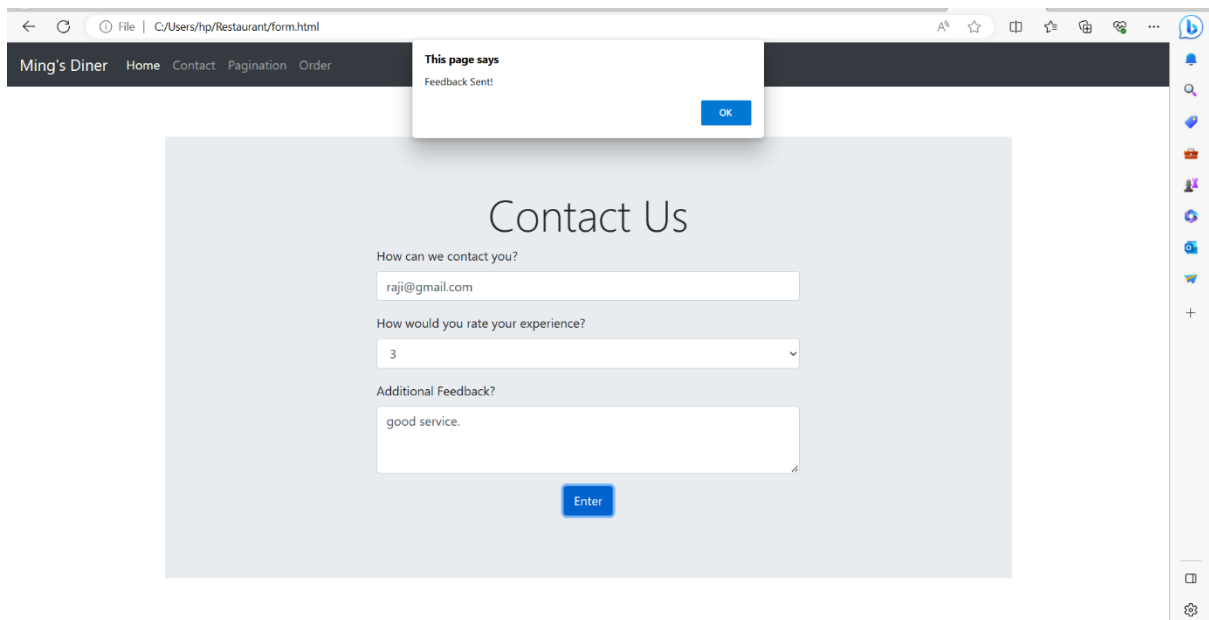 File | C:/Users/hp/Restaurant/form.html
Ming's Diner Home Contact Pagination Order
This page says
Feedback Sent!
OK
Contact Us
How can we contact you?
raji@gmail.com
How would you rate your experience?
3
Additional Feedback?
good service.
Enter